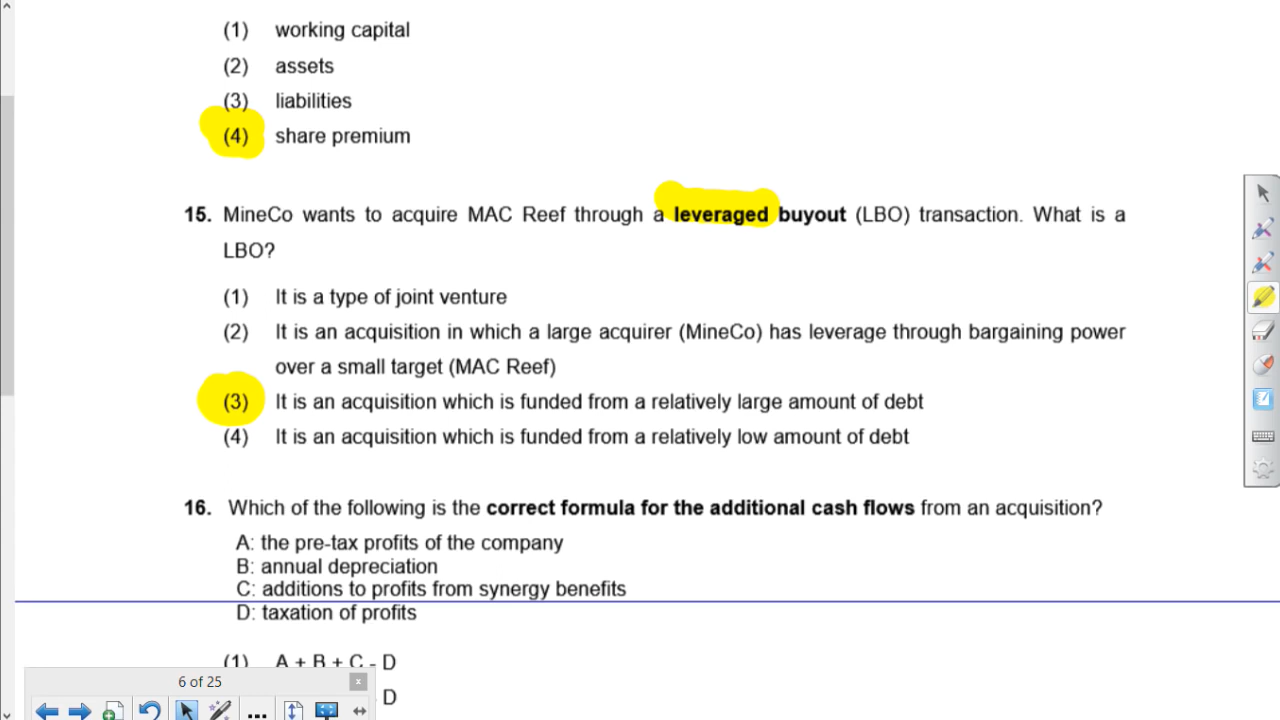 (1) working capital
(2) assets
(3) liabilities
(4) share premium
15. MineCo wants to acquire MAC Reef through a leveraged buyout (LBO) transaction. What is a
LBO?
(1) It is a type of joint venture
(2) It is an acquisition in which a large acquirer (MineCo) has leverage through bargaining power
over a small target (MAC Reef)
(3) It is an acquisition which is funded from a relatively large amount of debt
(4) It is an acquisition which is funded from a relatively low amount of debt
16. Which of the following is the correct formula for the additional cash flows from an acquisition?
A: the pre-tax profits of the company
B: annual depreciation
C: additions to profits from synergy benefits
D: taxation of profits
(1) A + B + C - D
D
6 of 25